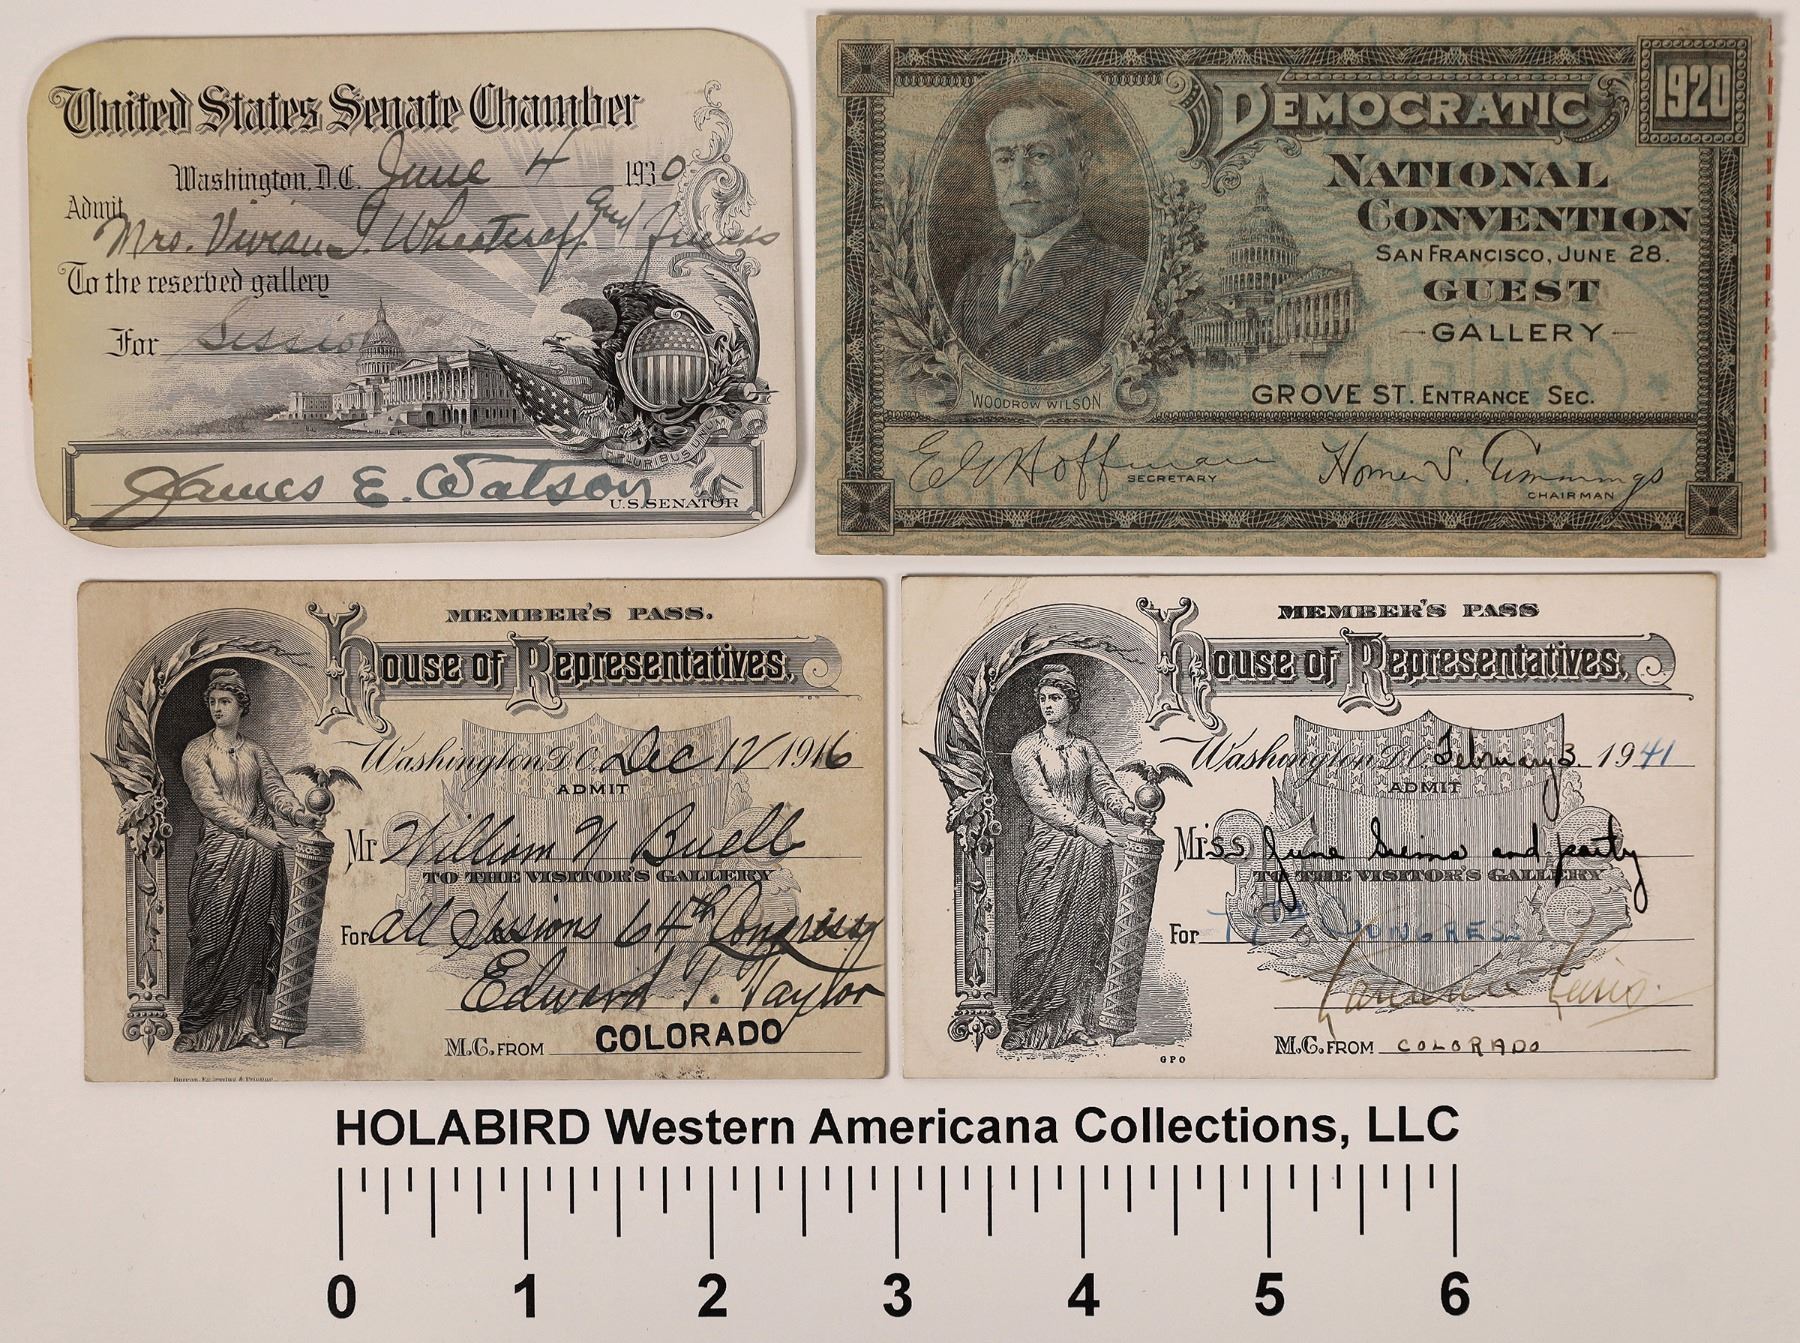 United States Senate Chamber
Washington, D.C. June 4 1930
Admit
Mrs. Vivian I. Wheatcraft and friends
To the reserved gallery
For Session
E PLURIBUS UNUM
James E. Watson
U.S. SENATOR
1920
DEMOCRATIC
NATIONAL
CONVENTION
SAN FRANCISCO, JUNE 28.
GUEST
GALLERY
GROVE ST. ENTRANCE SEC.
WOODROW WILSON
E G Hoffman
SECRETARY
Homer S. Cummings
CHAIRMAN
MEMBER'S PASS.
House of Representatives,
Washington D.C. Dec 12 1916
ADMIT
Mr William N Buell
TO THE VISITOR'S GALLERY
For all Sessions 64th Congress
Edward T. Taylor
M.C. FROM COLORADO
MEMBER'S PASS
House of Representatives,
Washington D.C. February 3 1941
ADMIT
Miss June Sims and party
TO THE VISITOR'S GALLERY
For 77th CONGRESS
M.C. FROM COLORADO
GPO
HOLABIRD Western Americana Collections, LLC
0 1 2 3 4 5 6